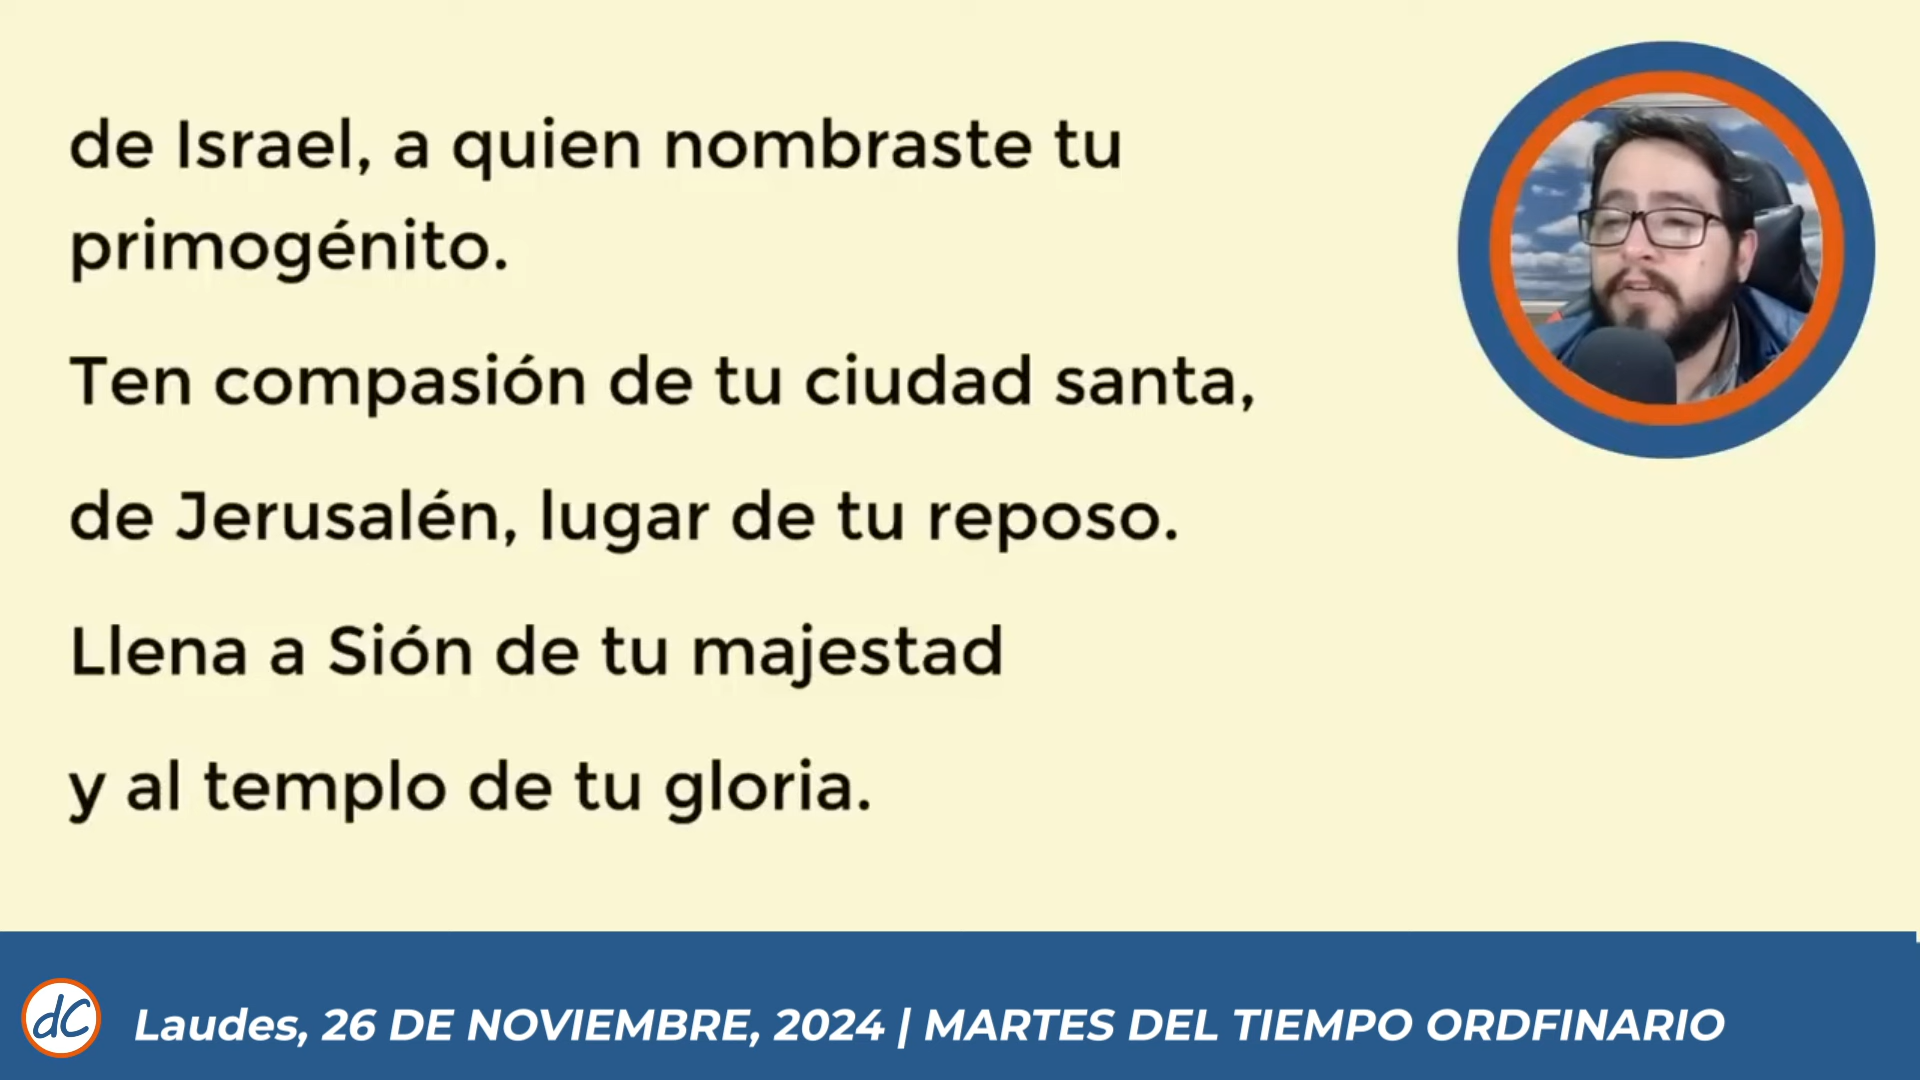 de Israel, a quien nombraste tu
primogénito.
Ten compasión de tu ciudad santa,
de Jerusalén, lugar de tu reposo.
Llena a Sión de tu majestad
y al templo de tu gloria.
dC
Laudes, 26 DE NOVIEMBRE, 2024 | MARTES DEL TIEMPO ORDFINARIO